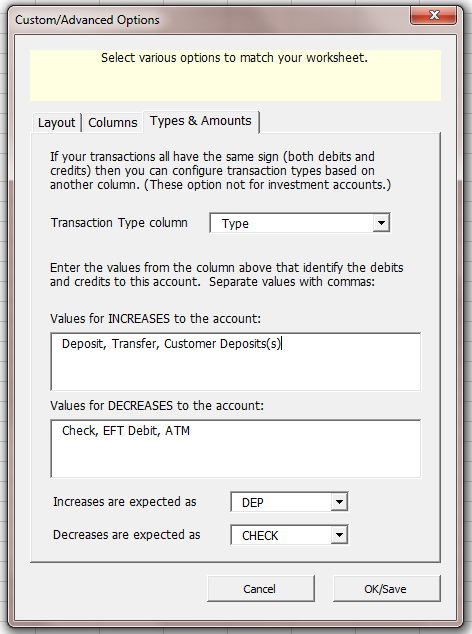 Custom/Advanced Options
Select various options to match your worksheet.
Layout Columns Types & Amounts
If your transactions all have the same sign (both debits and
credits) then you can configure transaction types based on
another column. (These option not for investment accounts.)
Transaction Type column Type
Enter the values from the column above that identify the debits
and credits to this account. Separate values with commas:
Values for INCREASES to the account:
Deposit, Transfer, Customer Deposits(s)
Values for DECREASES to the account:
Check, EFT Debit, ATM
Increases are expected as DEP
Decreases are expected as CHECK
Cancel OK/Save